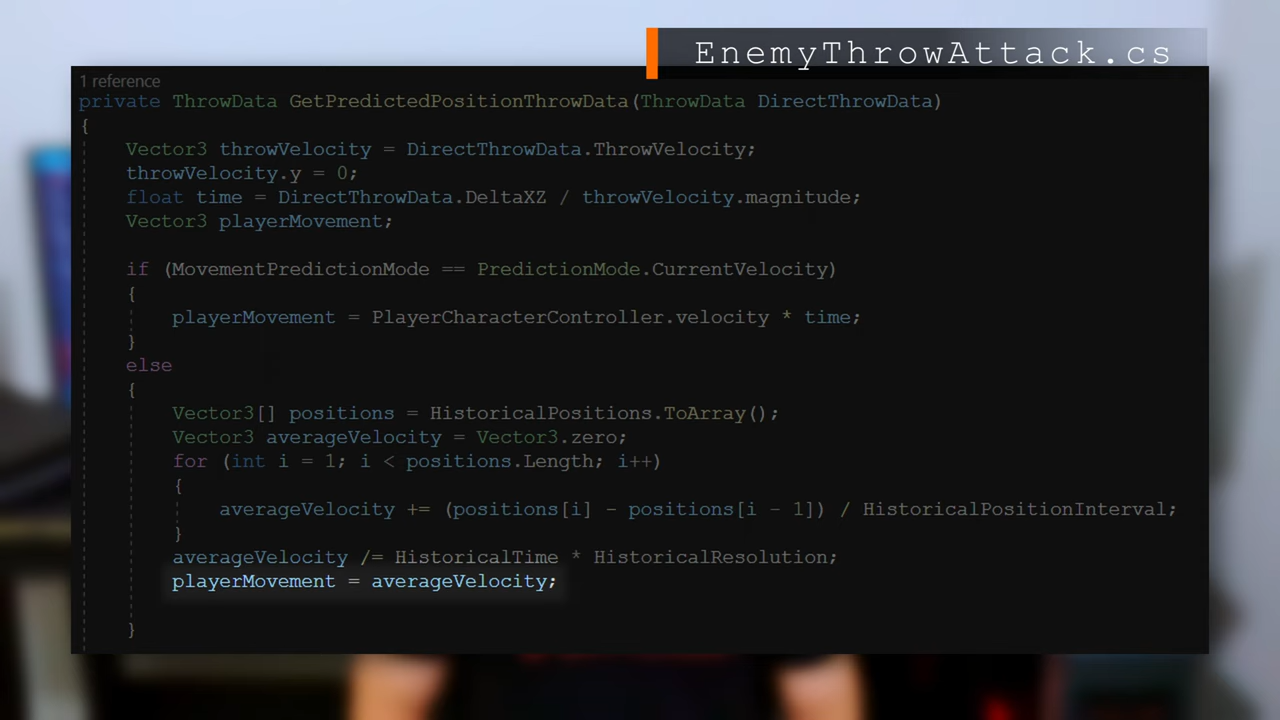 EnemyThrowAttack.cs
1 reference
private ThrowData GetPredictedPositionThrowData(ThrowData DirectThrowData)
{
Vector3 throwVelocity = DirectThrowData.ThrowVelocity;
throwVelocity.y = 0;
float time = DirectThrowData.DeltaXZ / throwVelocity.magnitude;
Vector3 playerMovement;
if (MovementPredictionMode == PredictionMode.CurrentVelocity)
{
playerMovement = PlayerCharacterController.velocity * time;
}
else
{
Vector3[] positions = HistoricalPositions.ToArray();
Vector3 averageVelocity = Vector3.zero;
for (int i = 1; i < positions.Length; i++)
{
averageVelocity += (positions[i] - positions[i - 1]) / HistoricalPositionInterval;
}
averageVelocity /= HistoricalTime * HistoricalResolution;
playerMovement = averageVelocity;
}